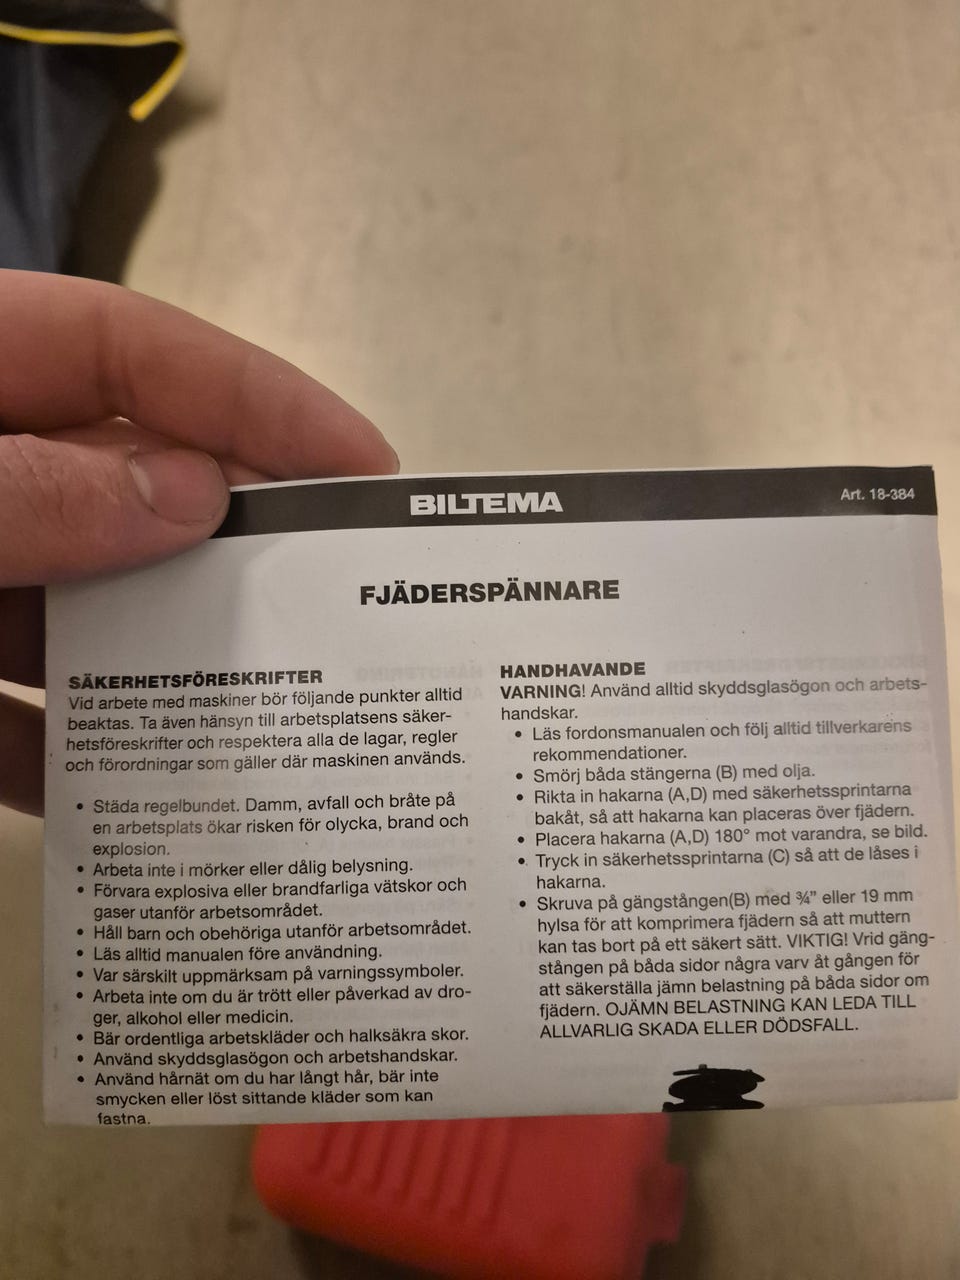 BILTEMA
Art. 18-384
FJÄDERSPÄNNARE
SÄKERHETSFÖRESKRIFTER
Vid arbete med maskiner bör följande punkter alltid
beaktas. Ta även hänsyn till arbetsplatsens säker-
hetsföreskrifter och respektera alla de lagar, regler
och förordningar som gäller där maskinen används.
• Städa regelbundet. Damm, avfall och bråte på
en arbetsplats ökar risken för olycka, brand och
explosion.
• Arbeta inte i mörker eller dålig belysning.
• Förvara explosiva eller brandfarliga vätskor och
gaser utanför arbetsområdet.
• Håll barn och obehöriga utanför arbetsområdet.
• Läs alltid manualen före användning.
• Var särskilt uppmärksam på varningssymboler.
• Arbeta inte om du är trött eller påverkad av dro-
ger, alkohol eller medicin.
• Bär ordentliga arbetskläder och halksäkra skor.
• Använd skyddsglasögon och arbetshandskar.
• Använd hårnät om du har långt hår, bär inte
smycken eller löst sittande kläder som kan
fastna.
HANDHAVANDE
VARNING! Använd alltid skyddsglasögon och arbets-
handskar.
• Läs fordonsmanualen och följ alltid tillverkarens
rekommendationer.
• Smörj båda stängerna (B) med olja.
• Rikta in hakarna (A,D) med säkerhetssprintarna
bakåt, så att hakarna kan placeras över fjädern.
• Placera hakarna (A,D) 180° mot varandra, se bild.
• Tryck in säkerhetssprintarna (C) så att de låses i
hakarna.
• Skruva på gängstången(B) med ¾” eller 19 mm
hylsa för att komprimera fjädern så att muttern
kan tas bort på ett säkert sätt. VIKTIG! Vrid gäng-
stången på båda sidor några varv åt gången för
att säkerställa jämn belastning på båda sidor om
fjädern. OJÄMN BELASTNING KAN LEDA TILL
ALLVARLIG SKADA ELLER DÖDSFALL.